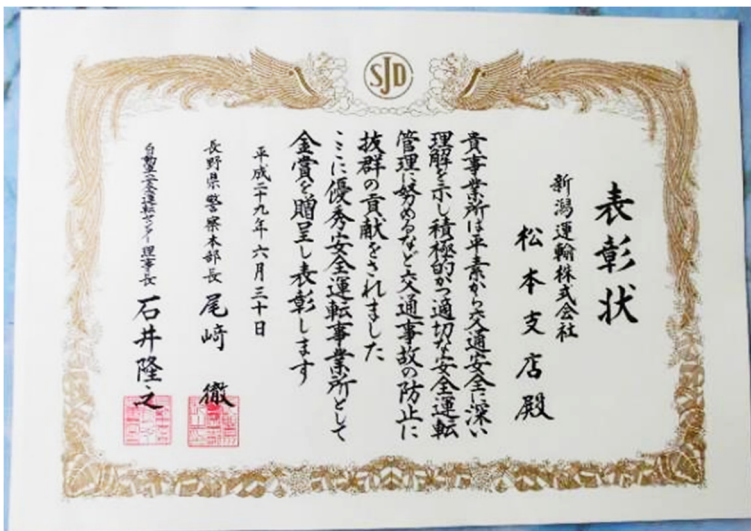 SJD
表彰状
新潟運輸株式会社
松本支店殿
貴事業所は平素から交通安全に深い
理解を示し積極的かつ適切な安全運転
管理に努めるなど交通事故の防止に
抜群の貢献をされました
ここに優秀安全運転事業所として
金賞を贈呈し表彰します
平成二十九年六月三十日
長野県警察本部長 尾﨑 徹
自動車安全運転センター理事長 石井隆之